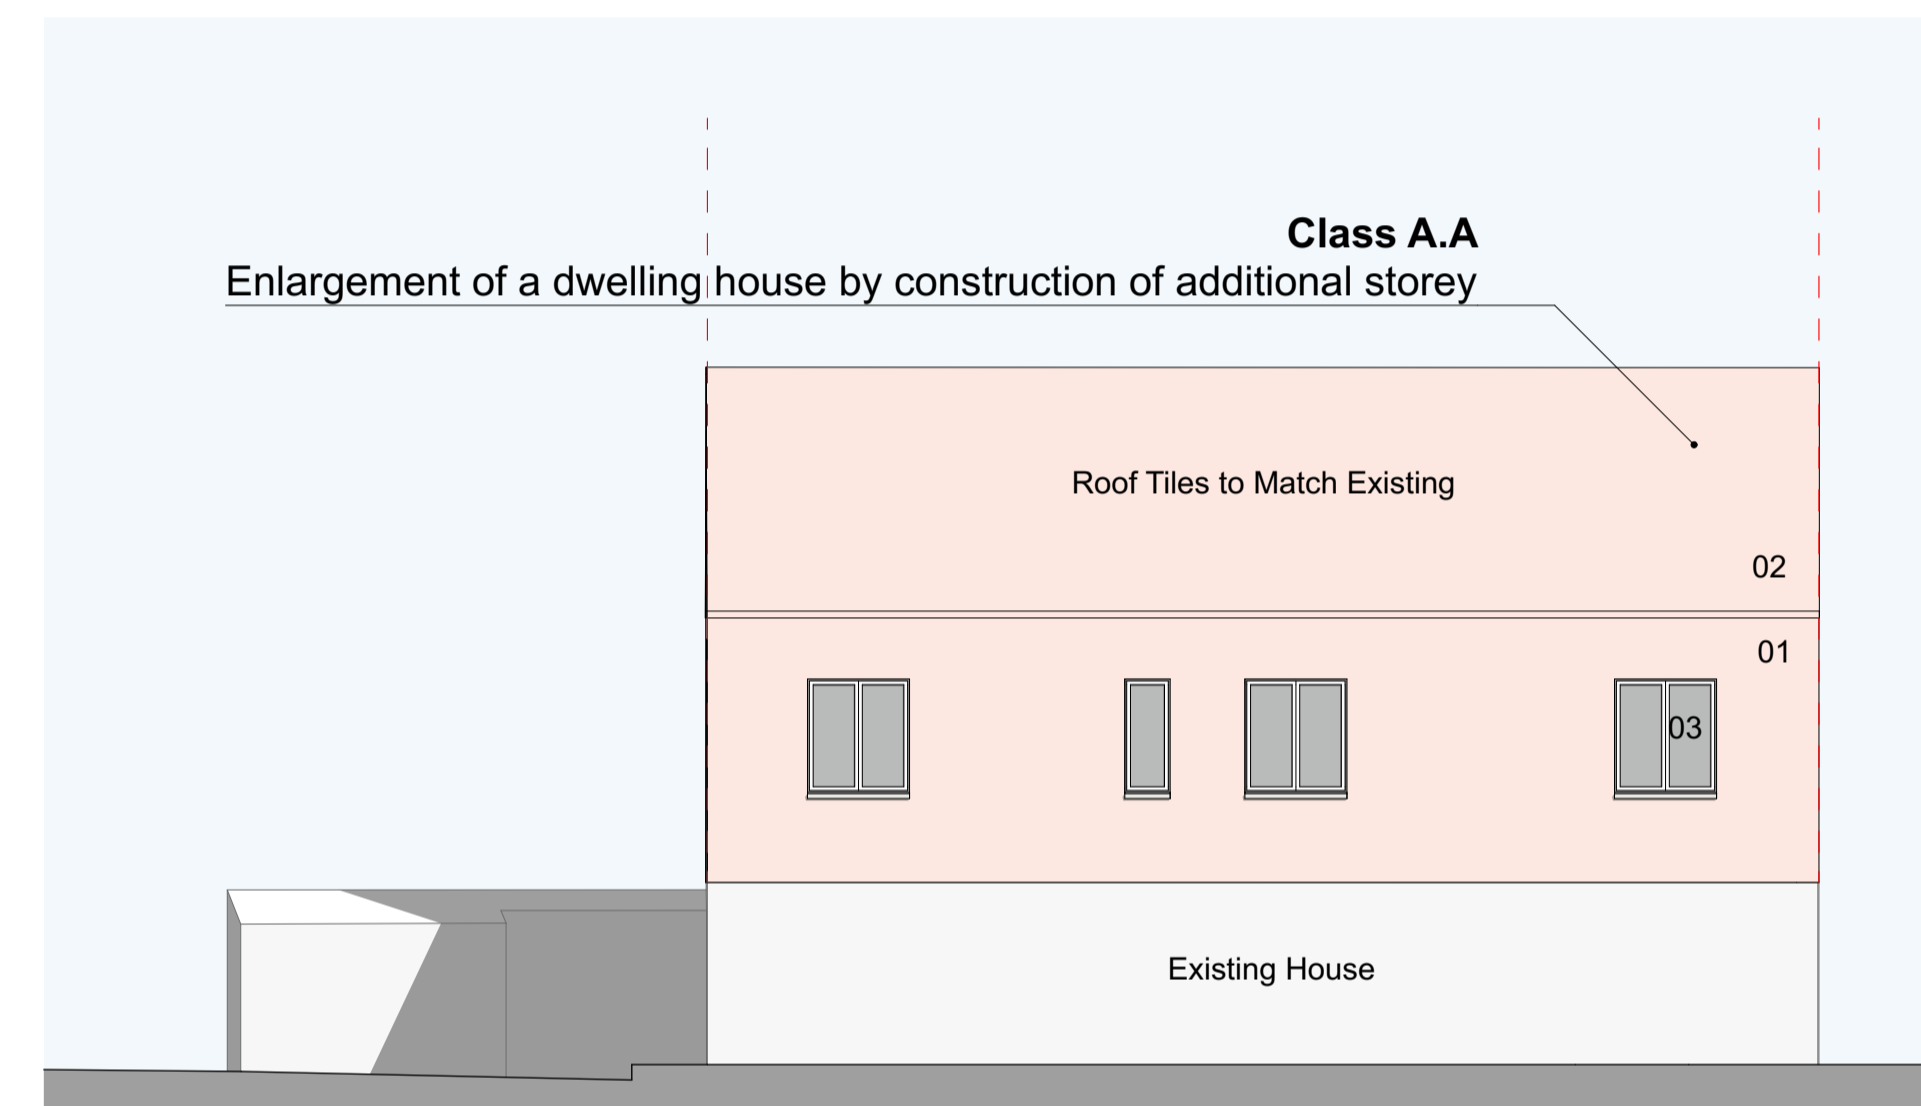 Class A.A
Enlargement of a dwelling house by construction of additional storey
Roof Tiles to Match Existing
02
01
03
Existing House